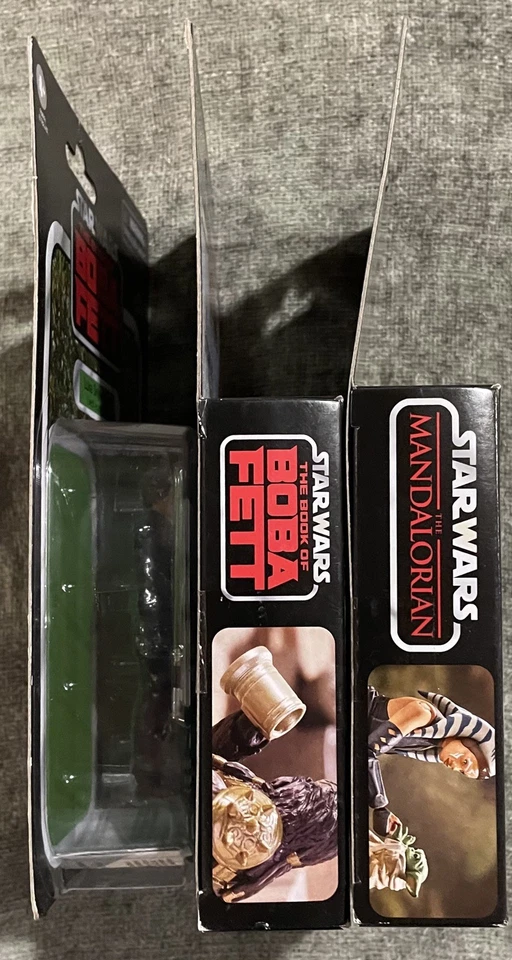 STAR WARS
THE BOOK OF
BOBA
FETT
STAR WARS
THE
MANDALORIAN